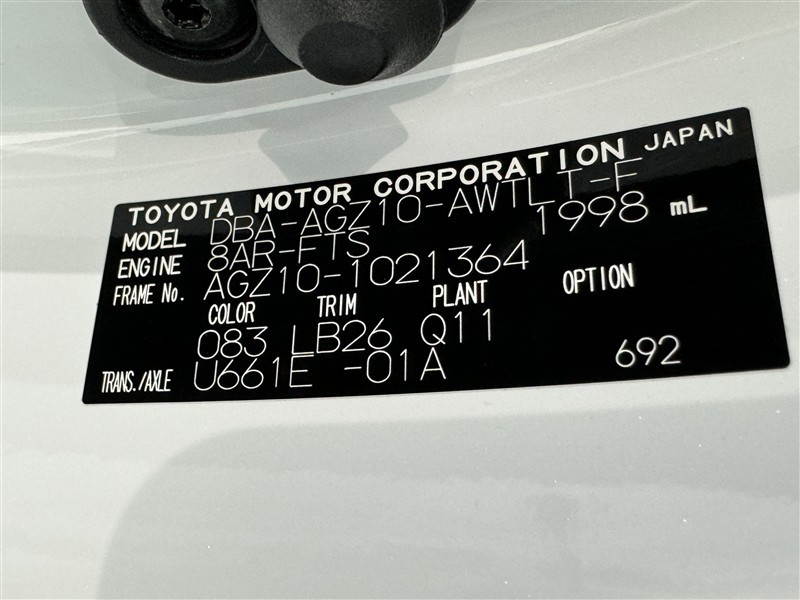 TOYOTA MOTOR CORPORATION JAPAN
MODEL DBA-AGZ10-AWTLT-F
ENGINE 8AR-FTS 1998 mL
FRAME No. AGZ10-1021364
COLOR TRIM PLANT OPTION
083 LB26 Q11
TRANS./AXLE U661E -01A 692